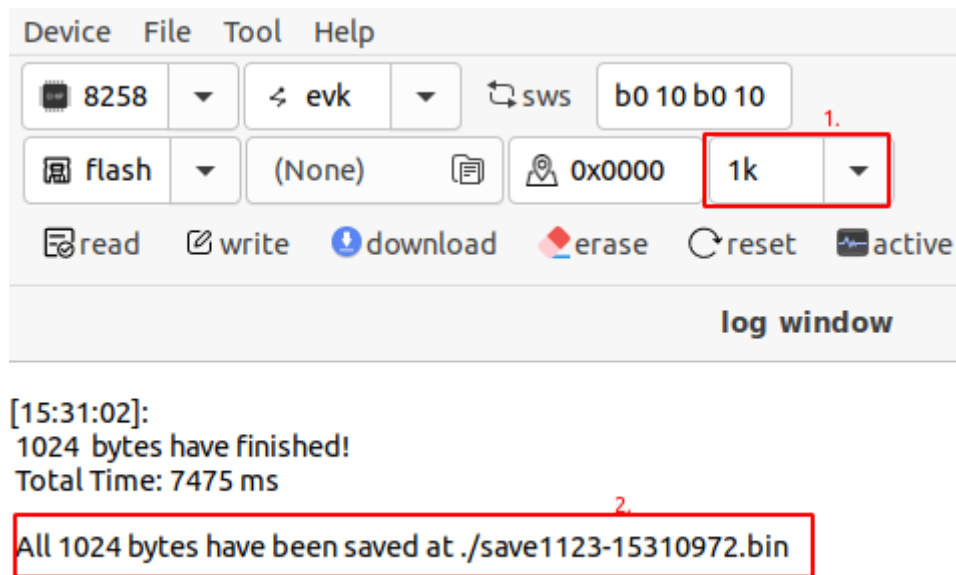 Device File Tool Help
8258 evk sws b0 10 b0 10
1.
flash (None) 0x0000 1k
read write download erase reset active
log window
[15:31:02]:
1024 bytes have finished!
Total Time: 7475 ms
2.
All 1024 bytes have been saved at ./save1123-15310972.bin